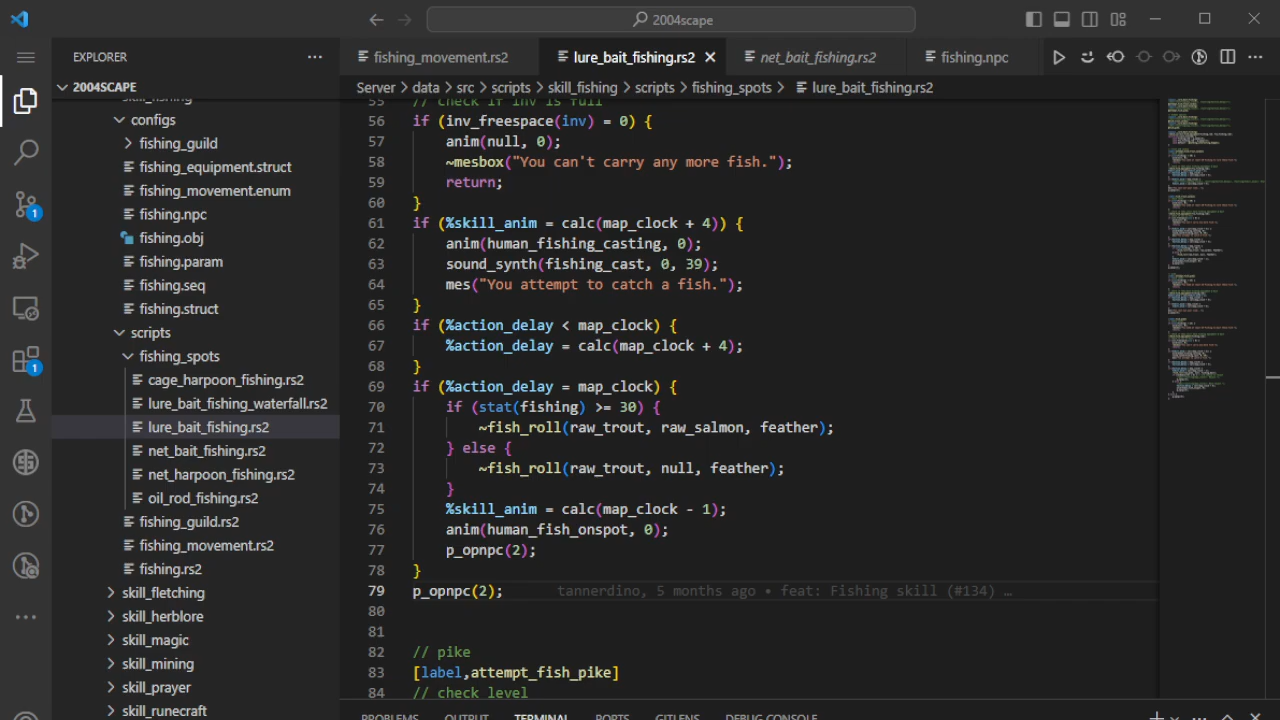 2004scape
EXPLORER
fishing_movement.rs2
lure_bait_fishing.rs2
net_bait_fishing.rs2
fishing.npc
2004SCAPE
Server > data > src > scripts > skill_fishing > scripts > fishing_spots > lure_bait_fishing.rs2
skill_fishing
configs
fishing_guild
fishing_equipment.struct
fishing_movement.enum
fishing.npc
fishing.obj
fishing.param
fishing.seq
fishing.struct
scripts
fishing_spots
cage_harpoon_fishing.rs2
lure_bait_fishing_waterfall.rs2
lure_bait_fishing.rs2
net_bait_fishing.rs2
net_harpoon_fishing.rs2
oil_rod_fishing.rs2
fishing_guild.rs2
fishing_movement.rs2
fishing.rs2
skill_fletching
skill_herblore
skill_magic
skill_mining
skill_prayer
skill_runecraft
1
1
55 // check if inv is full
56 if (inv_freespace(inv) = 0) {
57 anim(null, 0);
58 ~mesbox("You can't carry any more fish.");
59 return;
60 }
61 if (%skill_anim = calc(map_clock + 4)) {
62 anim(human_fishing_casting, 0);
63 sound_synth(fishing_cast, 0, 39);
64 mes("You attempt to catch a fish.");
65 }
66 if (%action_delay < map_clock) {
67 %action_delay = calc(map_clock + 4);
68 }
69 if (%action_delay = map_clock) {
70 if (stat(fishing) >= 30) {
71 ~fish_roll(raw_trout, raw_salmon, feather);
72 } else {
73 ~fish_roll(raw_trout, null, feather);
74 }
75 %skill_anim = calc(map_clock - 1);
76 anim(human_fish_onspot, 0);
77 p_opnpc(2);
78 }
79 p_opnpc(2); tannerdino, 5 months ago • feat: Fishing skill (#134) …
80
81
82 // pike
83 [label,attempt_fish_pike]
84 // check level
PROBLEMS OUTPUT TERMINAL PORTS GITLENS DEBUG CONSOLE